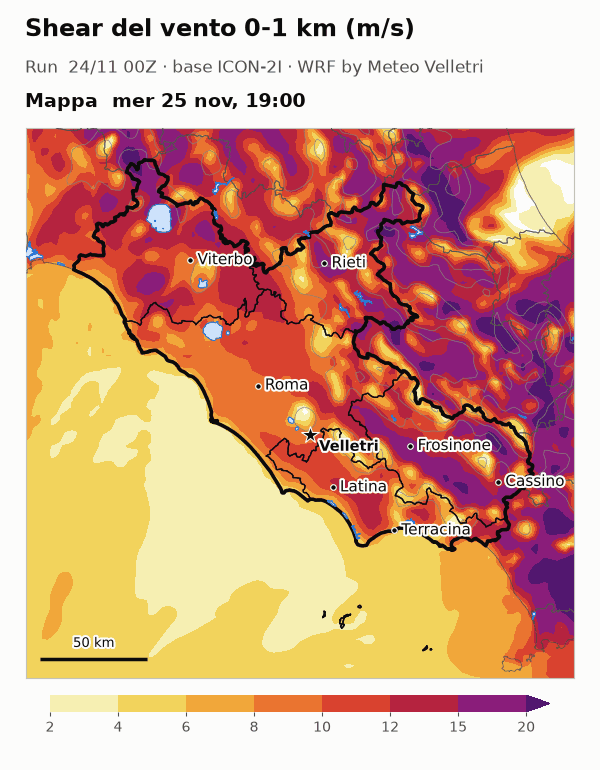 Shear del vento 0-1 km (m/s)
Run 24/11 00Z · base ICON-2I · WRF by Meteo Velletri
Mappa mer 25 nov, 19:00
Viterbo
Rieti
Roma
Velletri
Frosinone
Cassino
Latina
Terracina
50 km
2 4 6 8 10 12 15 20